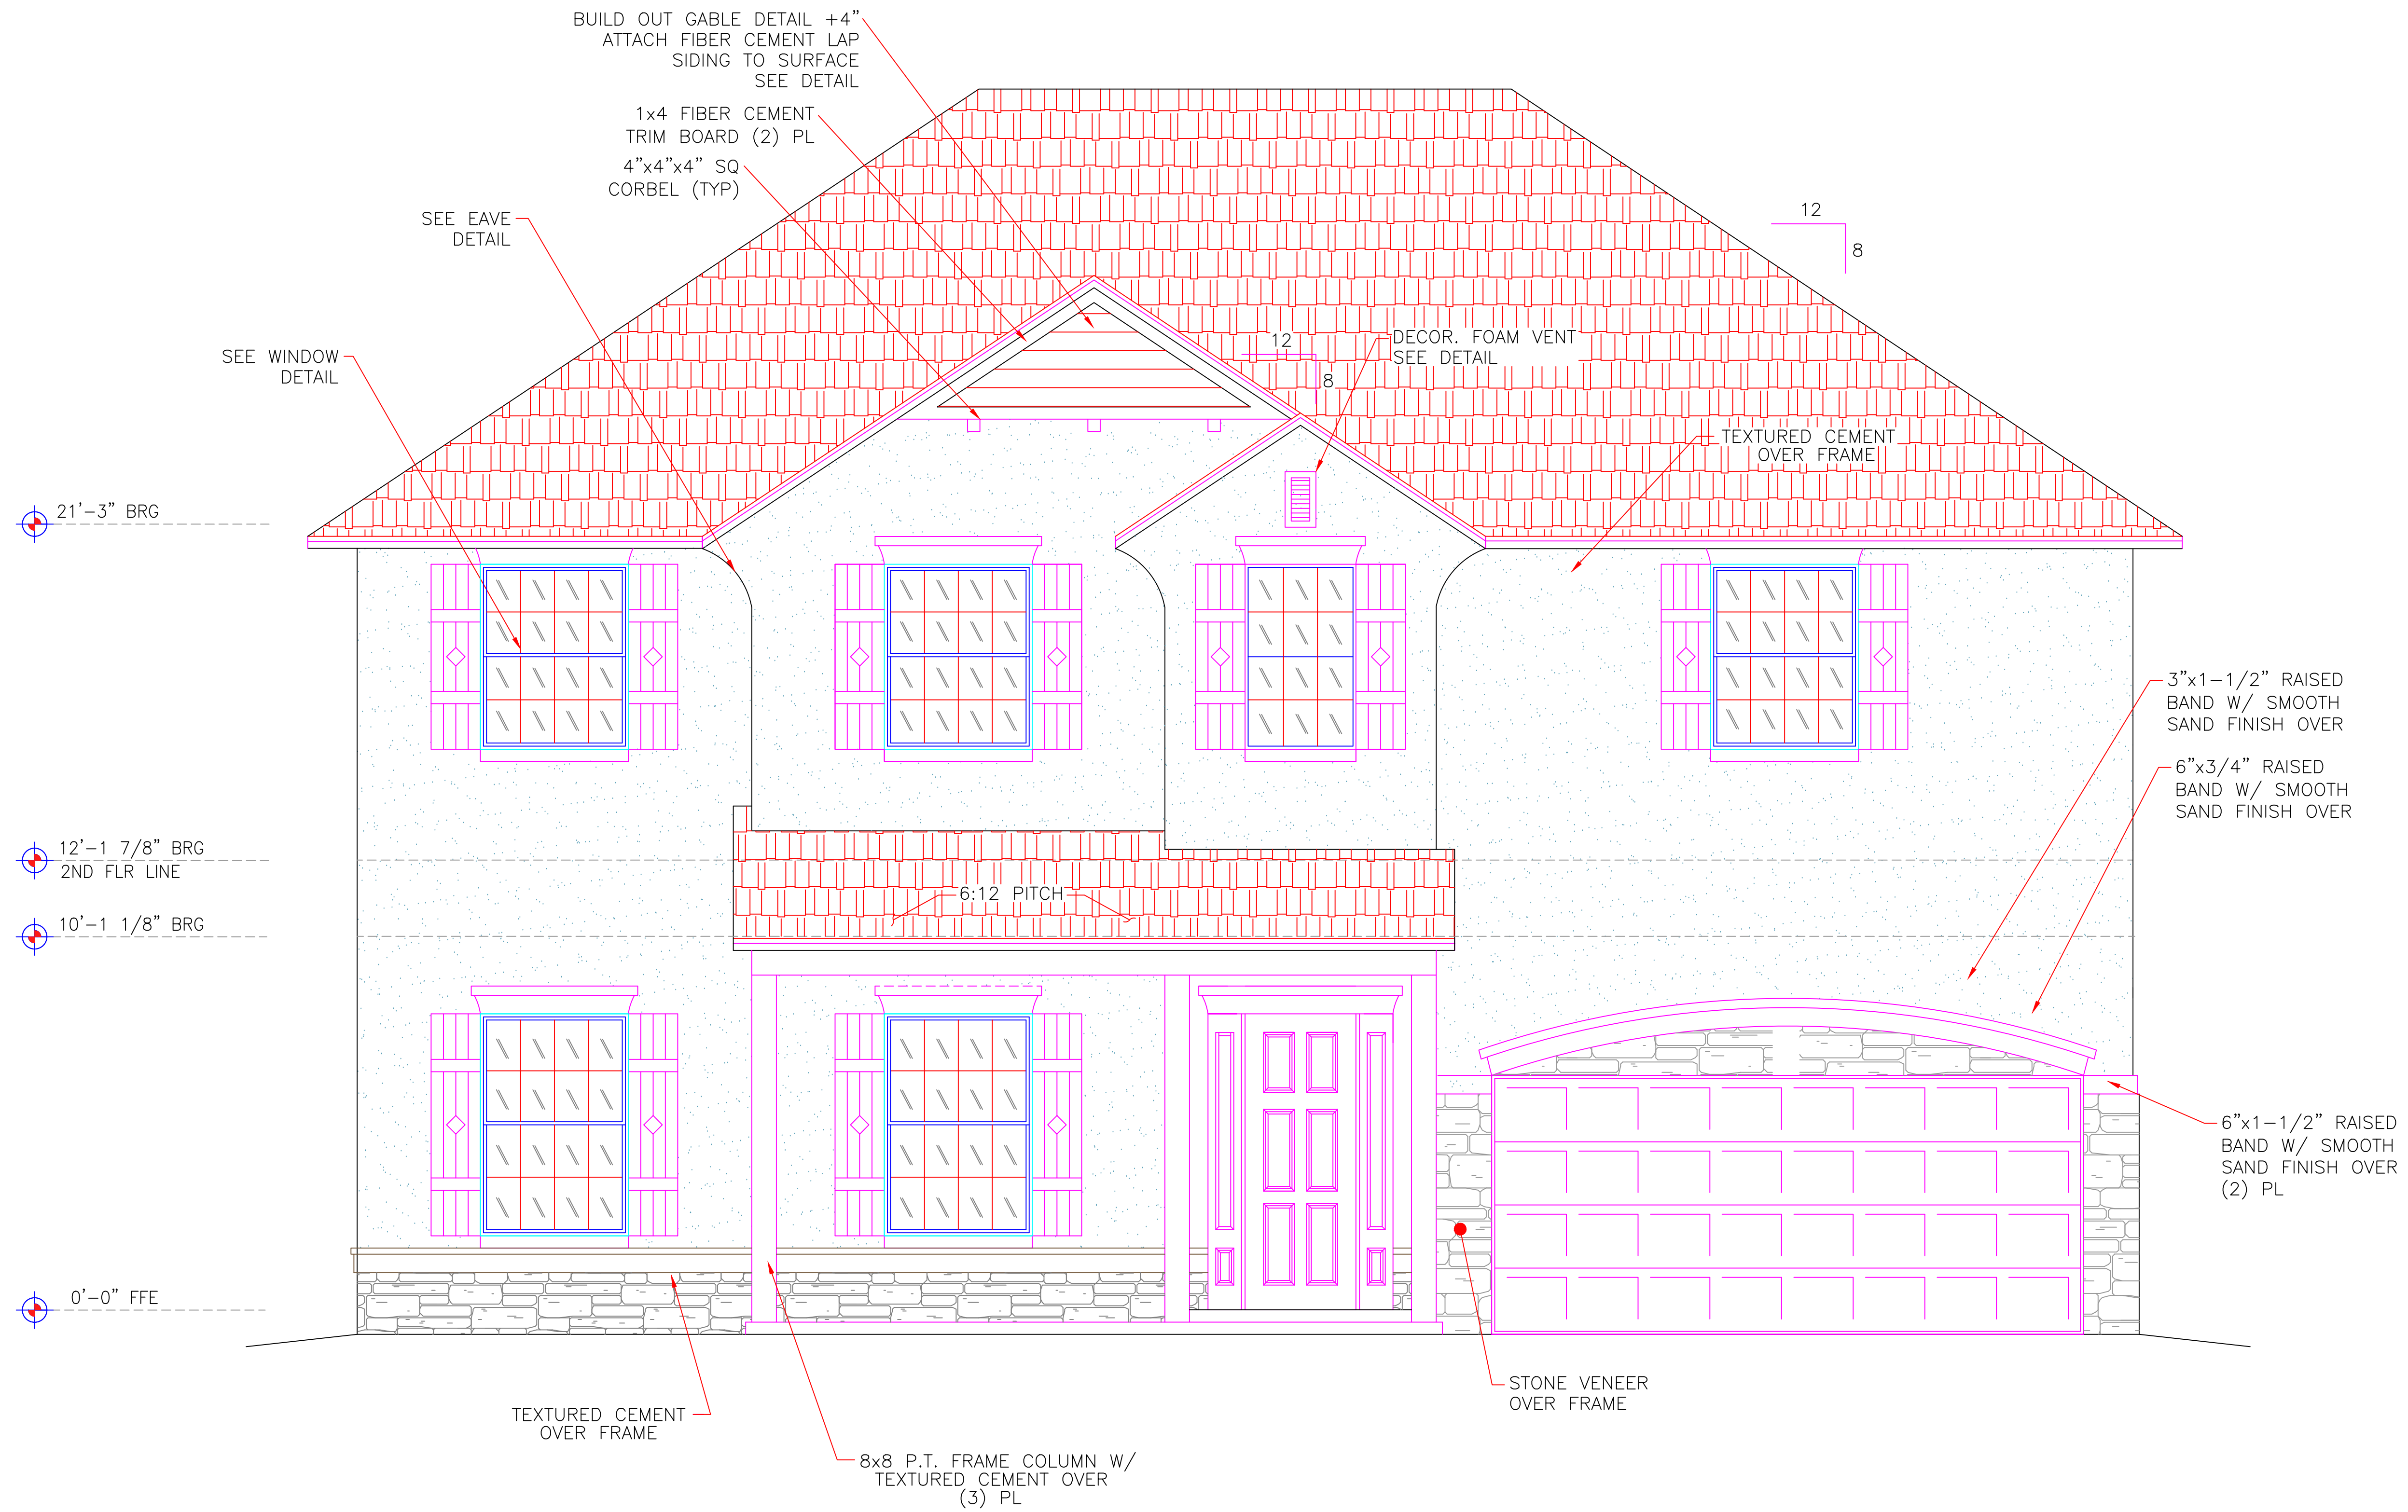 BUILD OUT GABLE DETAIL +4"
ATTACH FIBER CEMENT LAP
SIDING TO SURFACE
SEE DETAIL
1x4 FIBER CEMENT
TRIM BOARD (2) PL
4"x4"x4" SQ
CORBEL (TYP)
SEE EAVE
DETAIL
SEE WINDOW
DETAIL
12
8
12
8
DECOR. FOAM VENT
SEE DETAIL
TEXTURED CEMENT
OVER FRAME
21'-3" BRG
12'-1 7/8" BRG
2ND FLR LINE
10'-1 1/8" BRG
0'-0" FFE
6:12 PITCH
3"x1-1/2" RAISED
BAND W/ SMOOTH
SAND FINISH OVER
6"x3/4" RAISED
BAND W/ SMOOTH
SAND FINISH OVER
6"x1-1/2" RAISED
BAND W/ SMOOTH
SAND FINISH OVER
(2) PL
STONE VENEER
OVER FRAME
TEXTURED CEMENT
OVER FRAME
8x8 P.T. FRAME COLUMN W/
TEXTURED CEMENT OVER
(3) PL